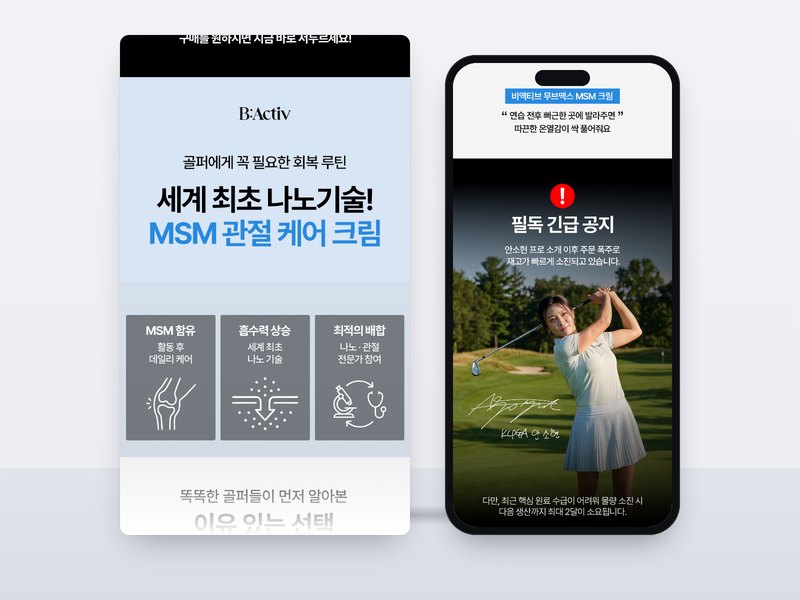 구매를 원하시면 지금 바로 서두르세요!
B:Activ
골퍼에게 꼭 필요한 회복 루틴
세계 최초 나노기술!
MSM 관절 케어 크림
MSM 함유
활동 후
데일리 케어
흡수력 상승
세계 최초
나노 기술
최적의 배합
나노·관절
전문가 참여
똑똑한 골퍼들이 먼저 알아본
이유 있는 선택
비액티브 무브맥스 MSM 크림
“ 연습 전후 뻐근한 곳에 발라주면 ”
따끈한 온열감이 싹 풀어줘요
!
필독 긴급 공지
안소현 프로 소개 이후 주문 폭주로
재고가 빠르게 소진되고 있습니다.
KLPGA 안소현
다만, 최근 핵심 원료 수급이 어려워 물량 소진 시
다음 생산까지 최대 2달이 소요됩니다.